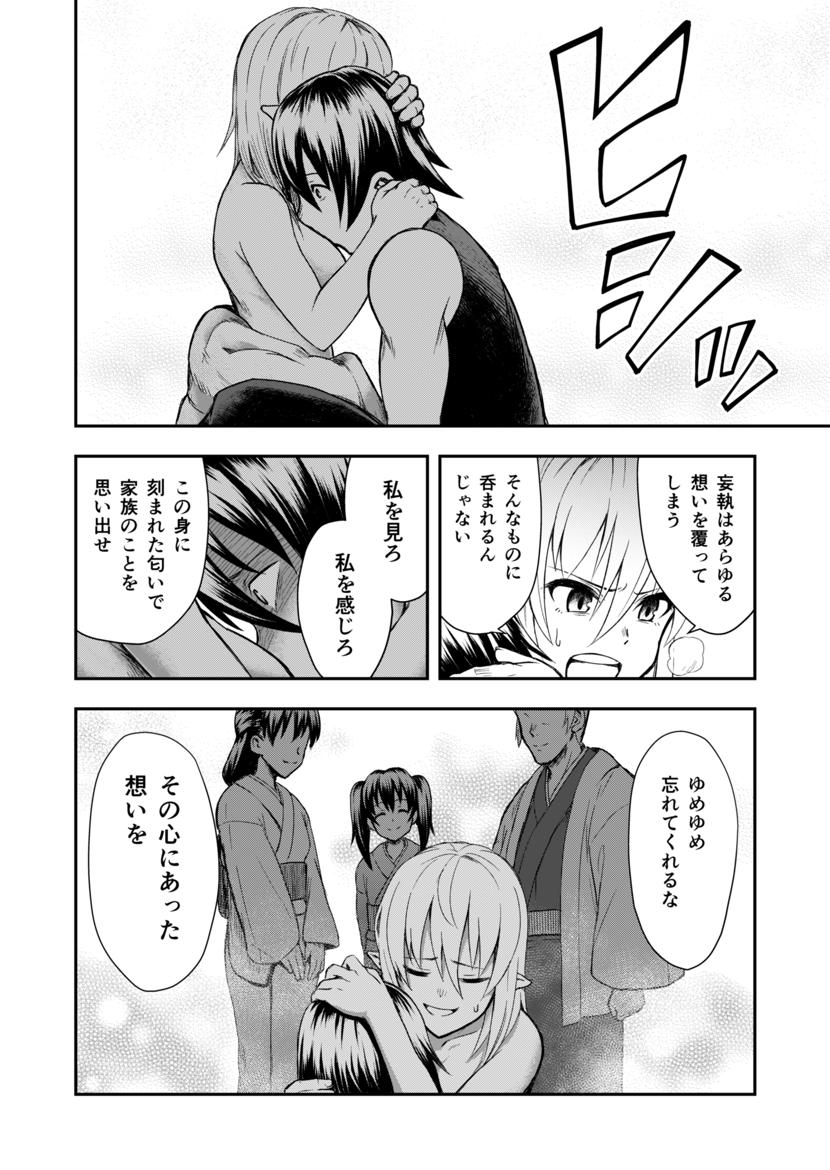 ヒシッ
妄執はあらゆる
想いを覆って
しまう
そんなものに
呑まれるん
じゃない
私を見ろ
私を感じろ
この身に
刻まれた匂いで
家族のことを
思い出せ
ゆめゆめ
忘れてくれるな
その心にあった
想いを